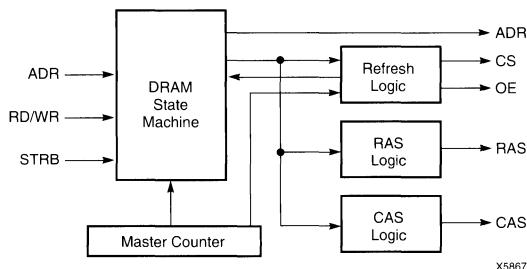 ADR
RD/WR
STRB
DRAM
State
Machine
Master Counter
Refresh
Logic
RAS
Logic
CAS
Logic
ADR
CS
OE
RAS
CAS
X5867